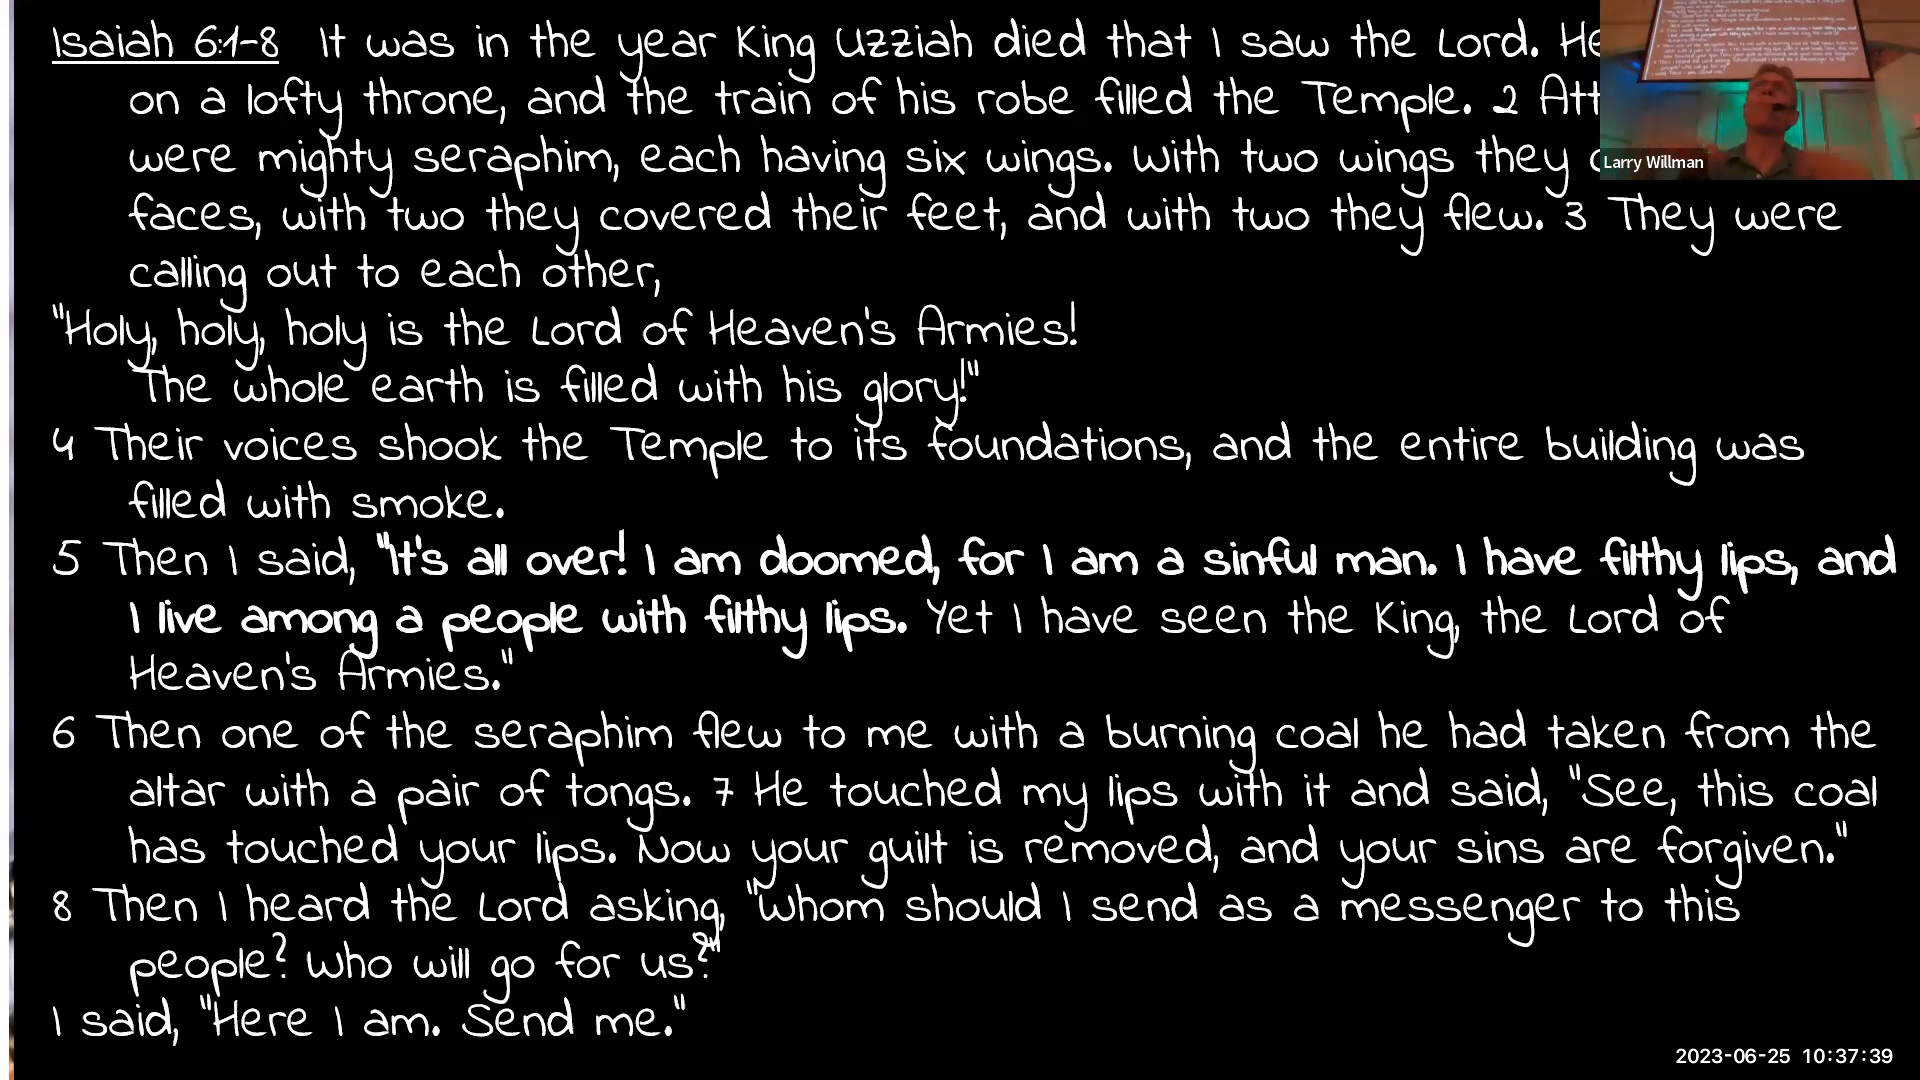 Isaiah 6:1-8 It was in the year King Uzziah died that I saw the Lord. He
on a lofty throne, and the train of his robe filled the Temple. 2
were mighty seraphim, each having six wings. With two wings they
Larry Willman
faces, with two they covered their feet, and with two they flew. 3 They were
calling out to each other,
"Holy, holy, holy is the Lord of Heaven's Armies!
The whole earth is filled with his glory!"
4 Their voices shook the Temple to its foundations, and the entire building was
filled with smoke.
5 Then I said, "It's all over! I am doomed, for I am a sinful man. I have filthy lips, and
I live among a people with filthy lips. Yet I have seen the King, the Lord of
Heaven's Armies."
6 Then one of the seraphim flew to me with a burning coal he had taken from the
altar with a pair of tongs. 7 He touched my lips with it and said, "See, this coal
has touched your lips. Now your guilt is removed, and your sins are forgiven."
8 Then I heard the Lord asking, "Whom should I send as a messenger to this
people? Who will go for us?"
I said, "Here I am. Send me."
2023-06-25 10:37:39